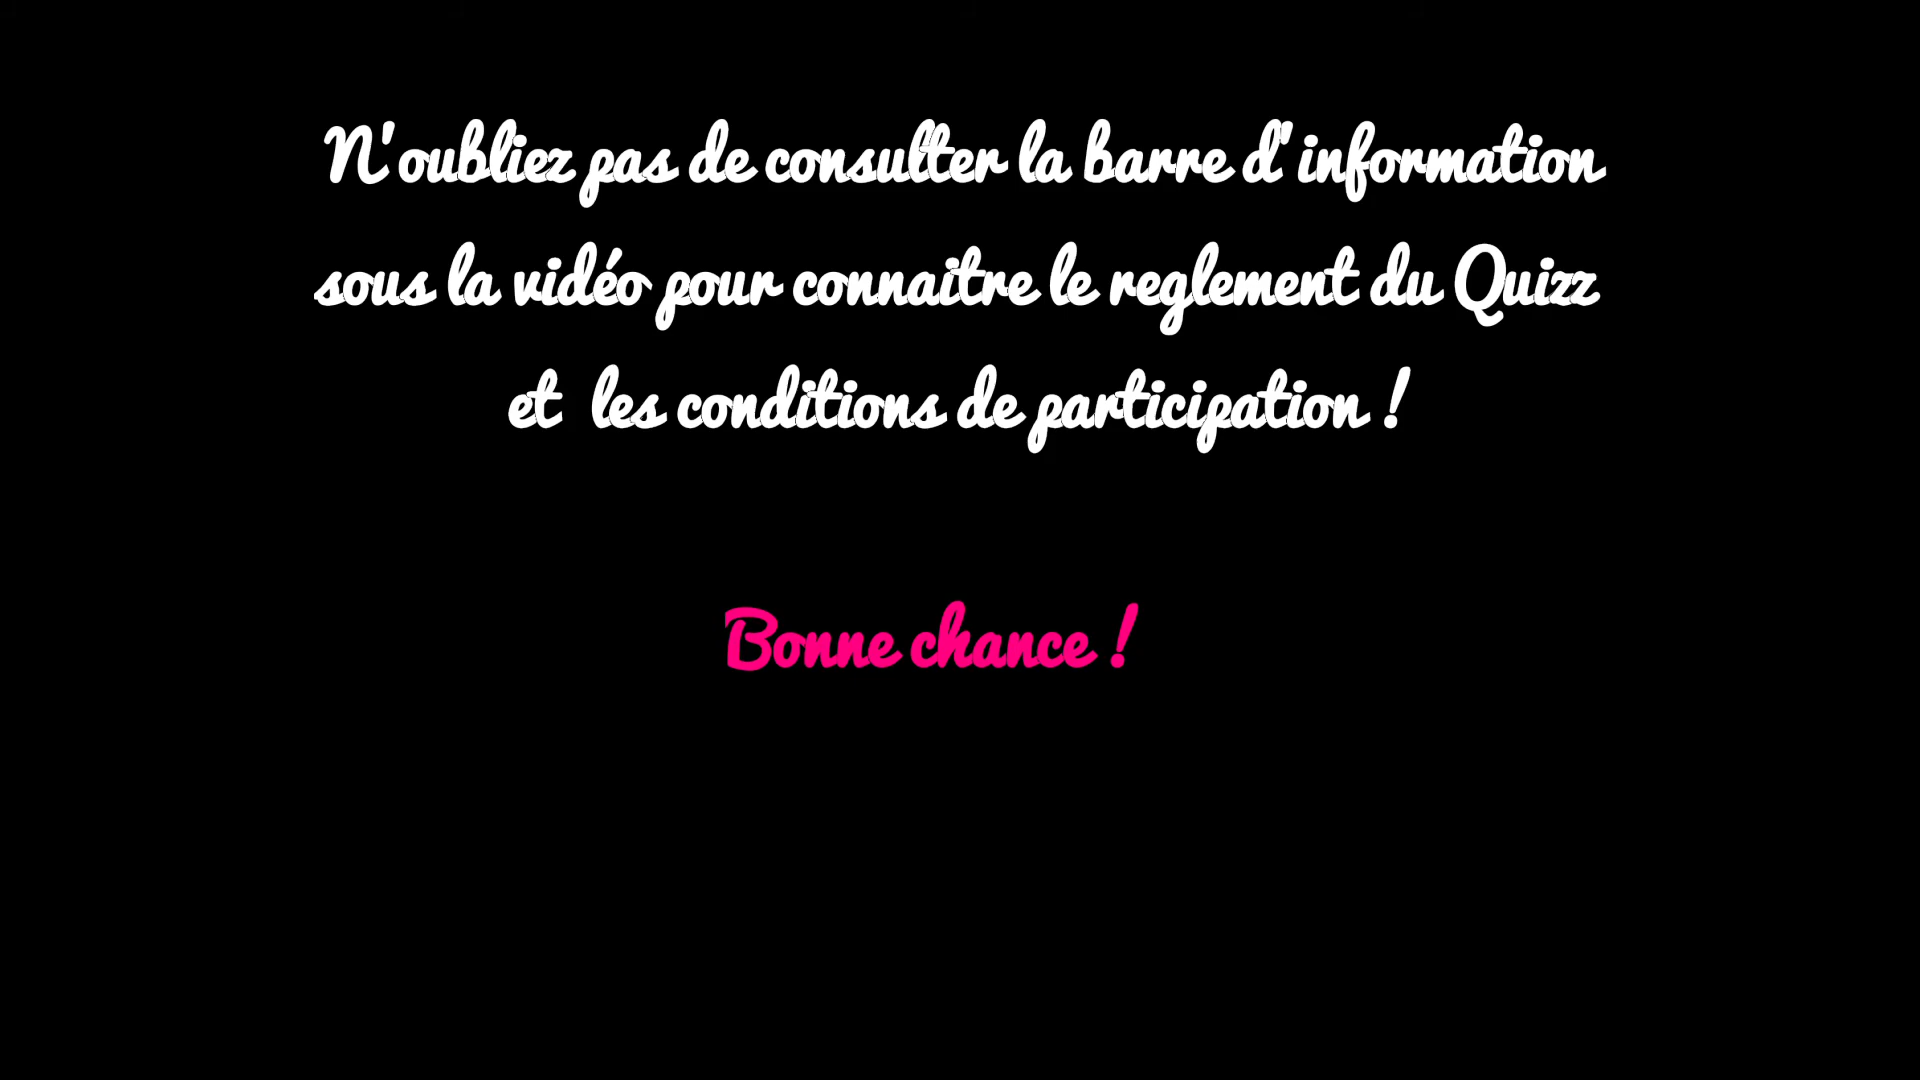 N'oubliez pas de consulter la barre d'information
sous la vidéo pour connaitre le reglement du Quizz
et les conditions de participation !
Bonne chance !